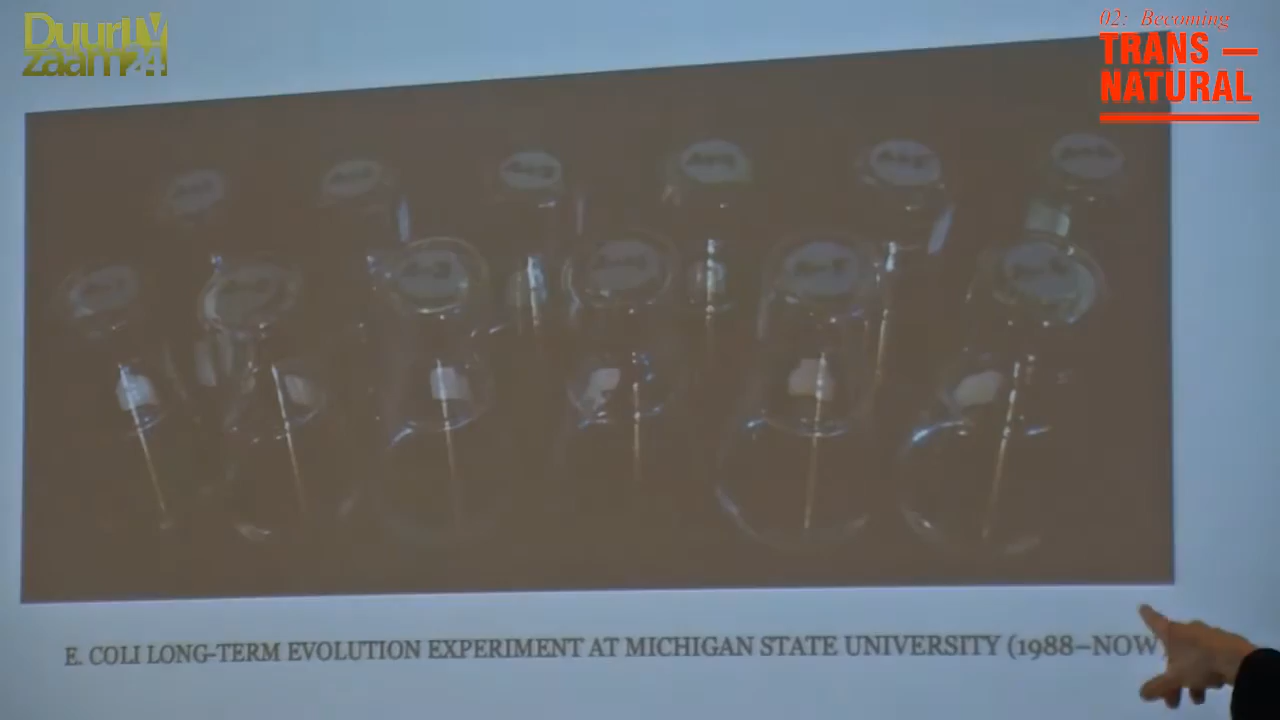 Duurzaam24
02: Becoming
TRANS —
NATURAL
E. COLI LONG-TERM EVOLUTION EXPERIMENT AT MICHIGAN STATE UNIVERSITY (1988–NOW